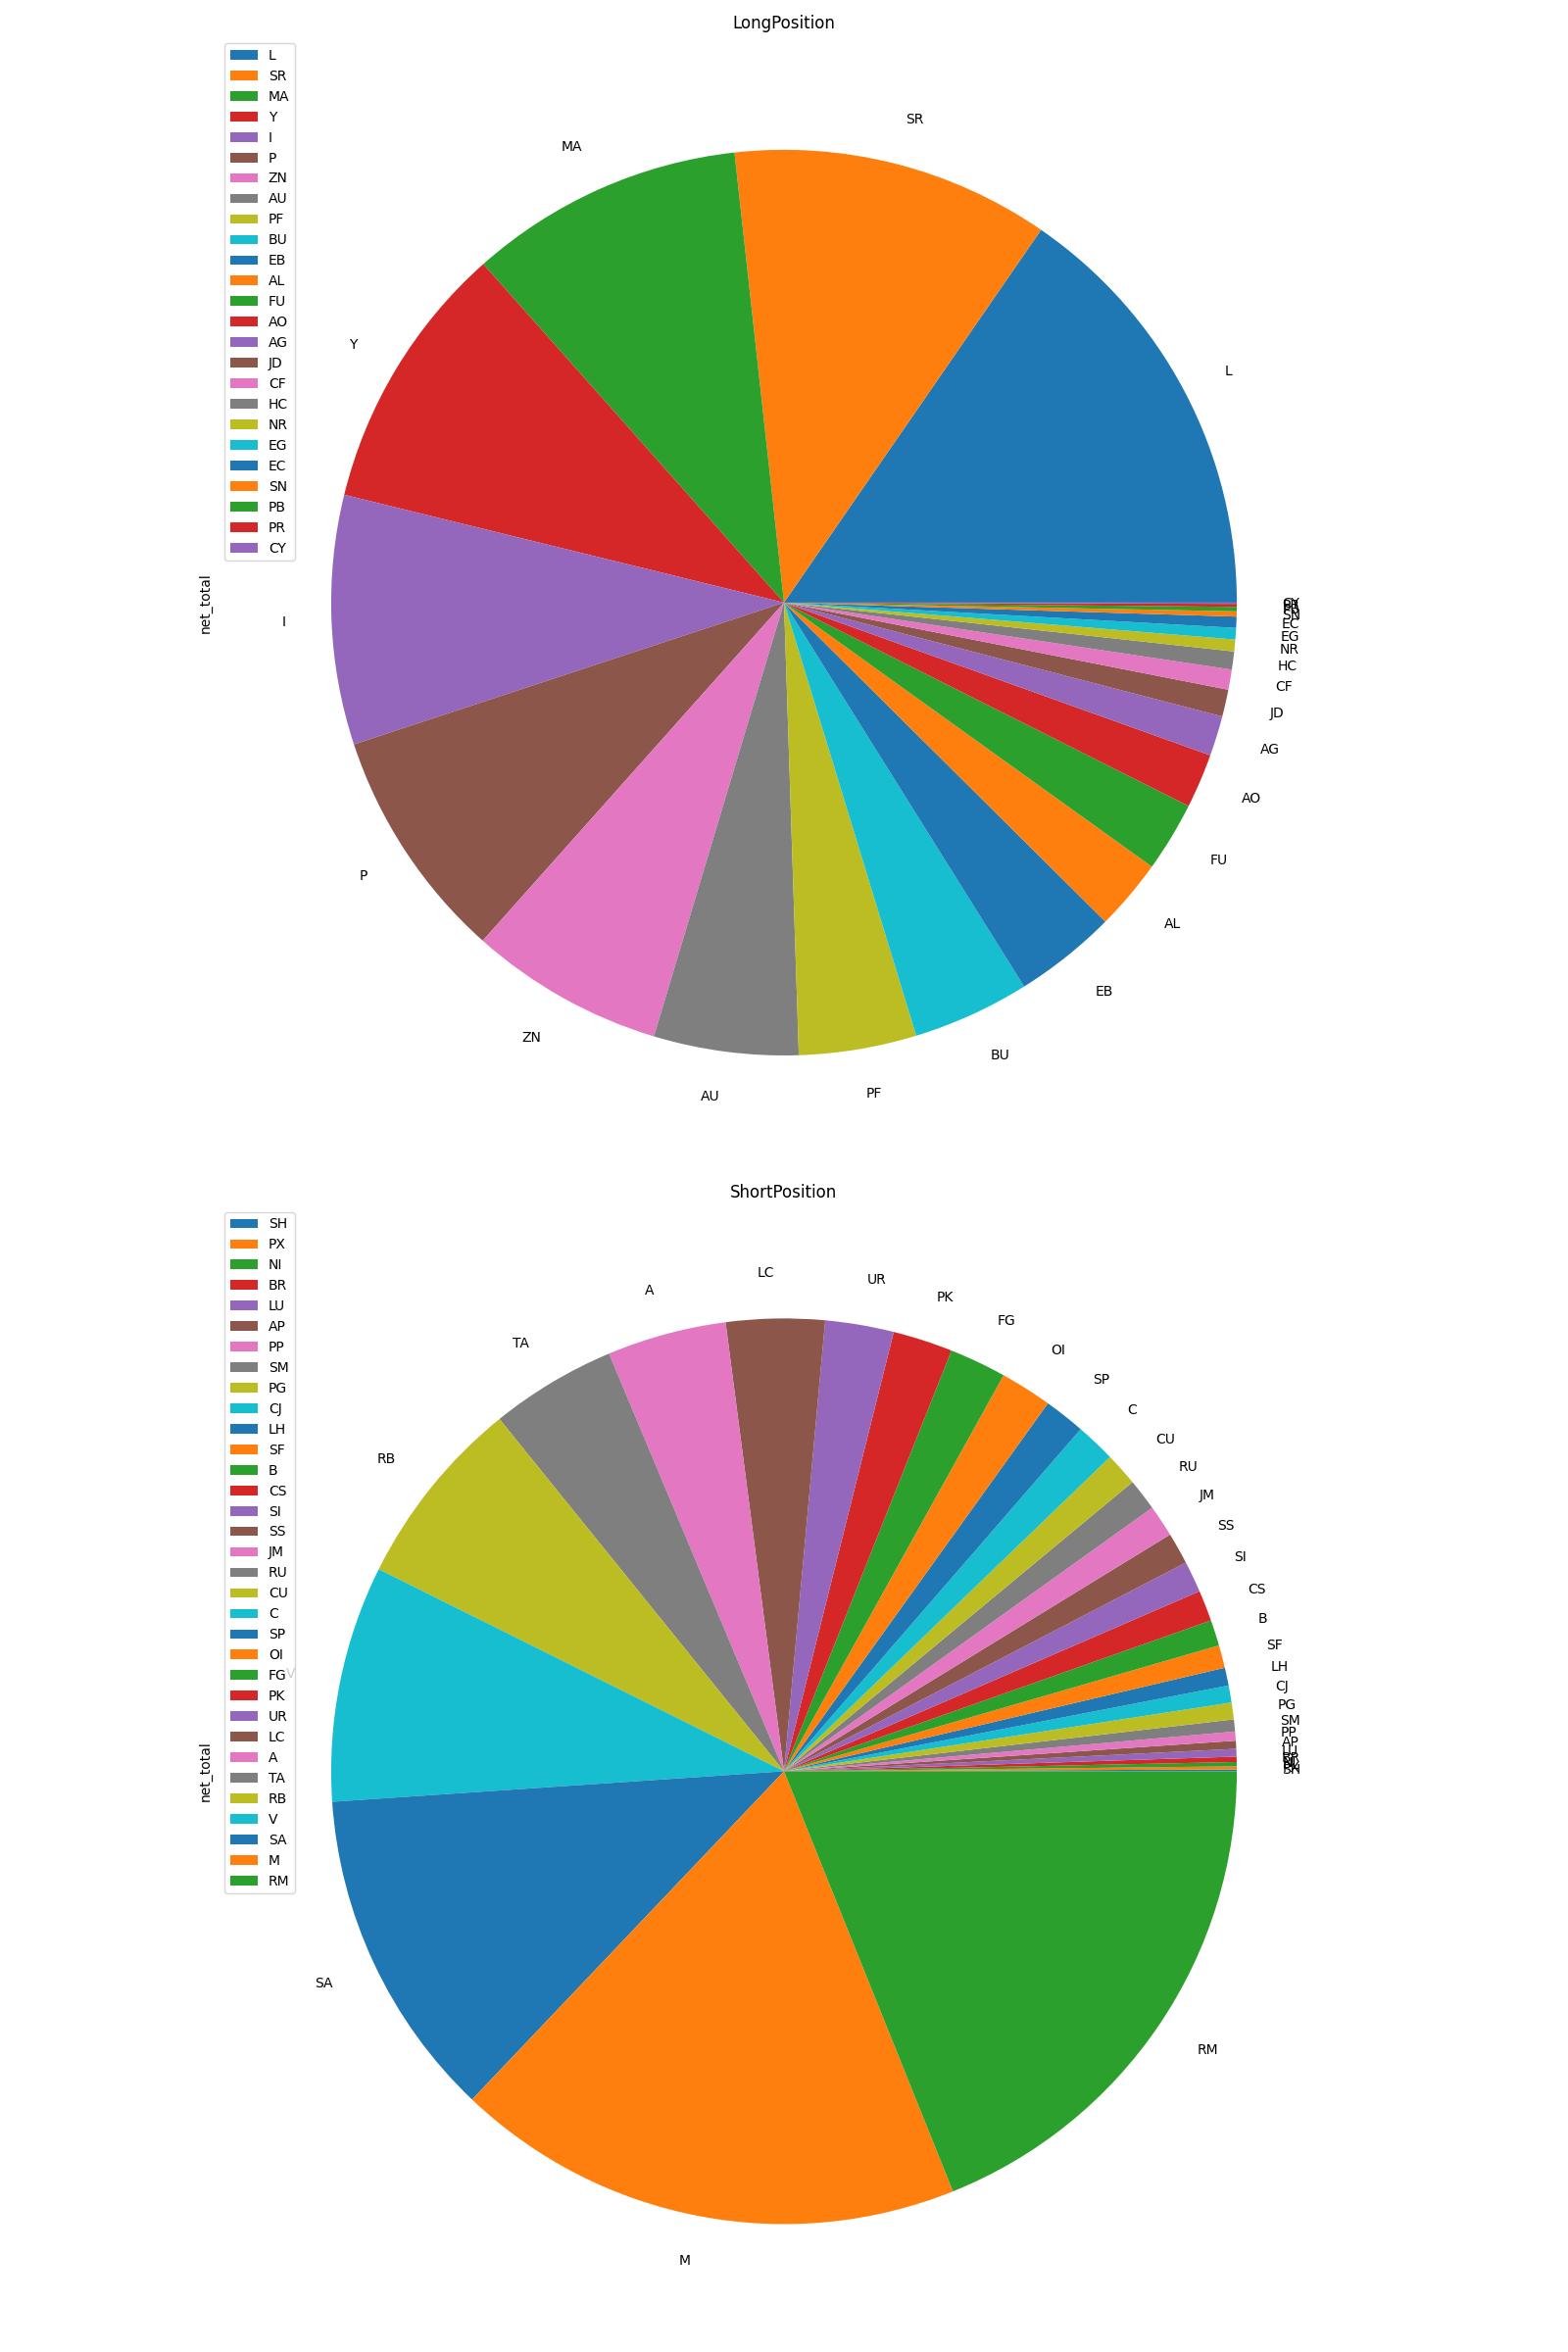 LongPosition
L
SR
MA
Y
I
P
ZN
AU
PF
BU
EB
AL
FU
AO
AG
JD
CF
HC
NR
EG
EC
SN
PB
PR
CY
net_total
SR
MA
L
Y
I
P
ZN
AU
PF
BU
EB
AL
FU
AO
AG
JD
CF
HC
NR
EG
EC
SN
CY
ShortPosition
SH
PX
NI
BR
LU
AP
PP
SM
PG
CJ
LH
SF
B
CS
SI
SS
JM
RU
CU
C
SP
OI
FG
PK
UR
LC
A
TA
RB
V
SA
M
RM
net_total
LC
UR
A
PK
FG
TA
OI
SP
C
CU
RB
RU
JM
SS
SI
CS
B
SF
LH
V
CJ
PG
SM
PP
AP
SA
RM
M